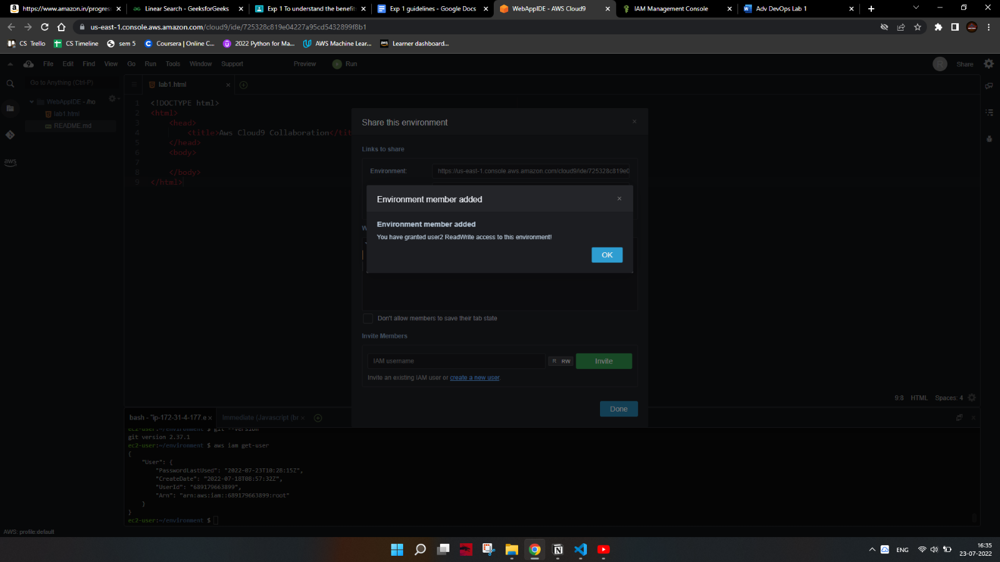 https://www.amazon.in/progress
Linear Search - GeeksforGeeks
Exp 1 To understand the benefit
Exp 1 guidelines - Google Docs
WebAppIDE - AWS Cloud9
IAM Management Console
Adv DevOps Lab 1
us-east-1.console.aws.amazon.com/cloud9/ide/725328c819e04227a95cd5432899f8b1
CS Trello
CS Timeline
sem 5
Coursera | Online C...
2022 Python for Ma...
AWS Machine Lear...
Learner dashboard...
File Edit Find View Go Run Tools Window Support
Preview
Run
R
Share
Go to Anything (Ctrl-P)
lab1.html
WebAppIDE - /ho
lab1.html
README.md
aws
1 <!DOCTYPE html>
2 <html>
3 <head>
4 <title>Aws Cloud9 Collaboration</tit
5 </head>
6 <body>
7
8 </body>
9 </html>
Share this environment
Links to share
Environment:
https://us-east-1.console.aws.amazon.com/cloud9/ide/725328c819e0
Environment member added
Environment member added
You have granted user2 ReadWrite access to this environment!
OK
Don't allow members to save their tab state
Invite Members
IAM username
R RW
Invite
Invite an existing IAM user or create a new user.
Done
9:8 HTML Spaces: 4
bash - "ip-172-31-4-177.e
Immediate (Javascript (br
ec2-user:~/environment $ git --version
git version 2.37.1
ec2-user:~/environment $ aws iam get-user
{
"User": {
"PasswordLastUsed": "2022-07-23T10:28:15Z",
"CreateDate": "2022-07-18T08:57:32Z",
"UserId": "689179663899",
"Arn": "arn:aws:iam::689179663899:root"
}
}
ec2-user:~/environment $
AWS: profile:default
ENG
16:35
23-07-2022